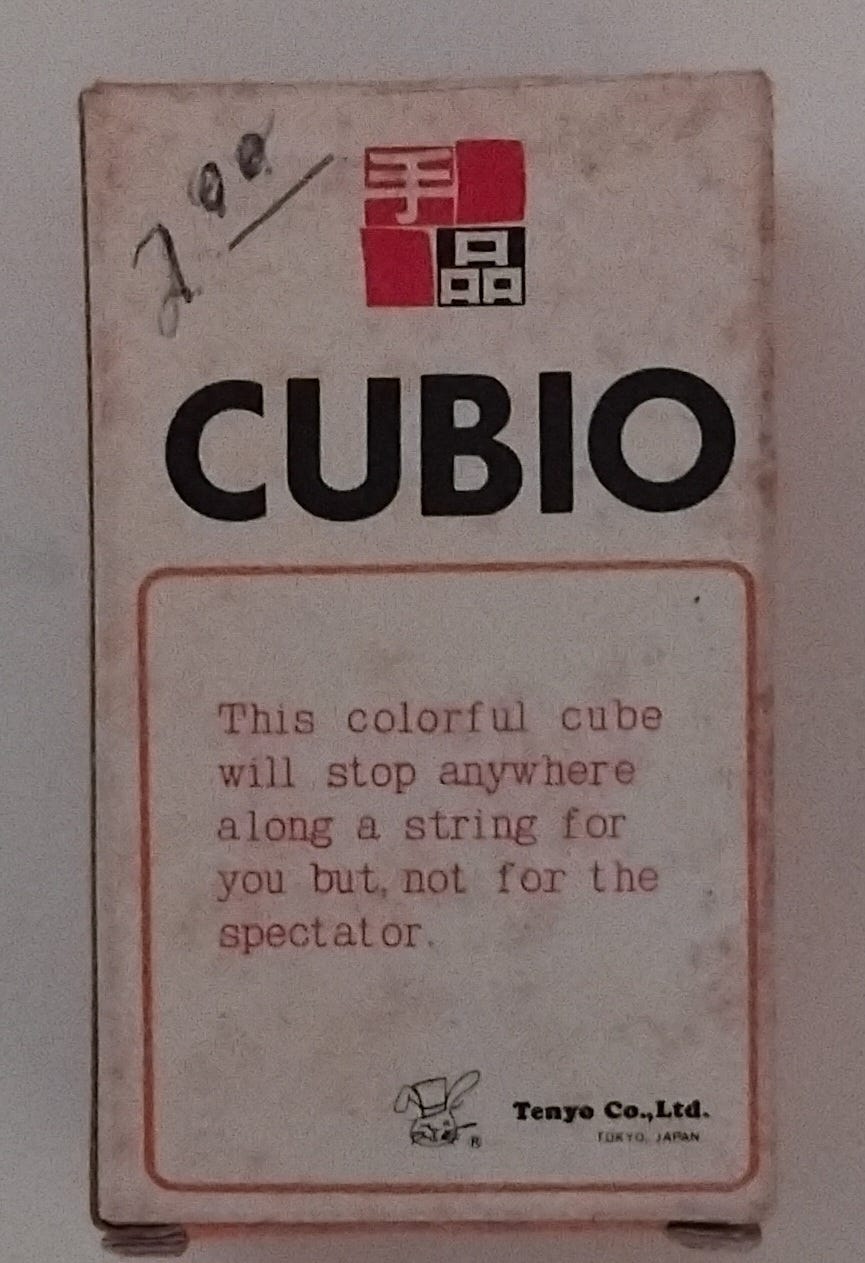 手
品
CUBIO
This colorful cube
will stop anywhere
along a string for
you but, not for the
spectator.
®
Tenyo Co.,Ltd.
TOKYO, JAPAN